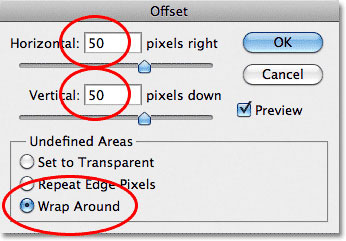 Offset
Horizontal: 50 pixels right
OK
Cancel
Vertical: 50 pixels down
Preview
Undefined Areas
Set to Transparent
Repeat Edge Pixels
Wrap Around